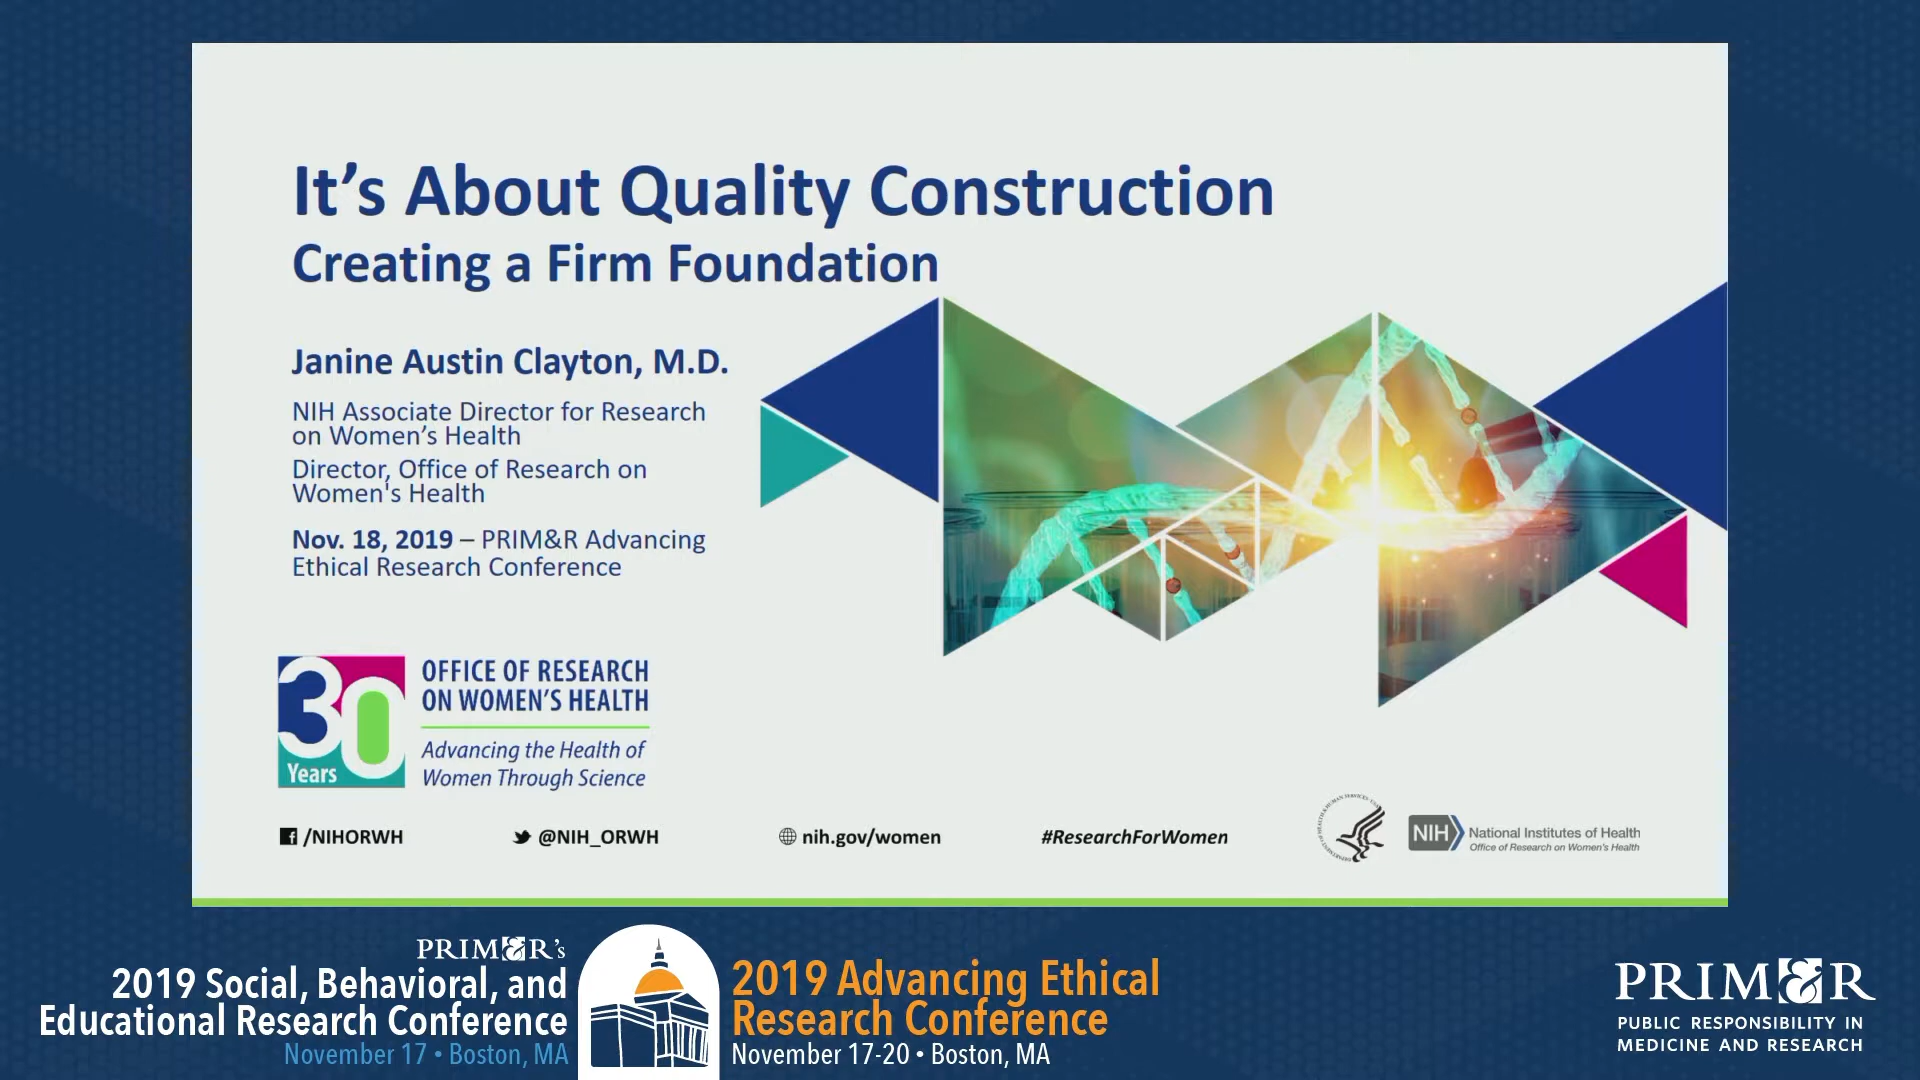 It’s About Quality Construction
Creating a Firm Foundation
Janine Austin Clayton, M.D.
NIH Associate Director for Research
on Women’s Health
Director, Office of Research on
Women's Health
Nov. 18, 2019 – PRIM&R Advancing
Ethical Research Conference
30
Years
OFFICE OF RESEARCH
ON WOMEN’S HEALTH
Advancing the Health of
Women Through Science
/NIHORWH
@NIH_ORWH
nih.gov/women
#ResearchForWomen
NIH
National Institutes of Health
Office of Research on Women's Health
PRIM&R’s
2019 Social, Behavioral, and
Educational Research Conference
November 17 • Boston, MA
2019 Advancing Ethical
Research Conference
November 17-20 • Boston, MA
PRIM&R
PUBLIC RESPONSIBILITY IN
MEDICINE AND RESEARCH